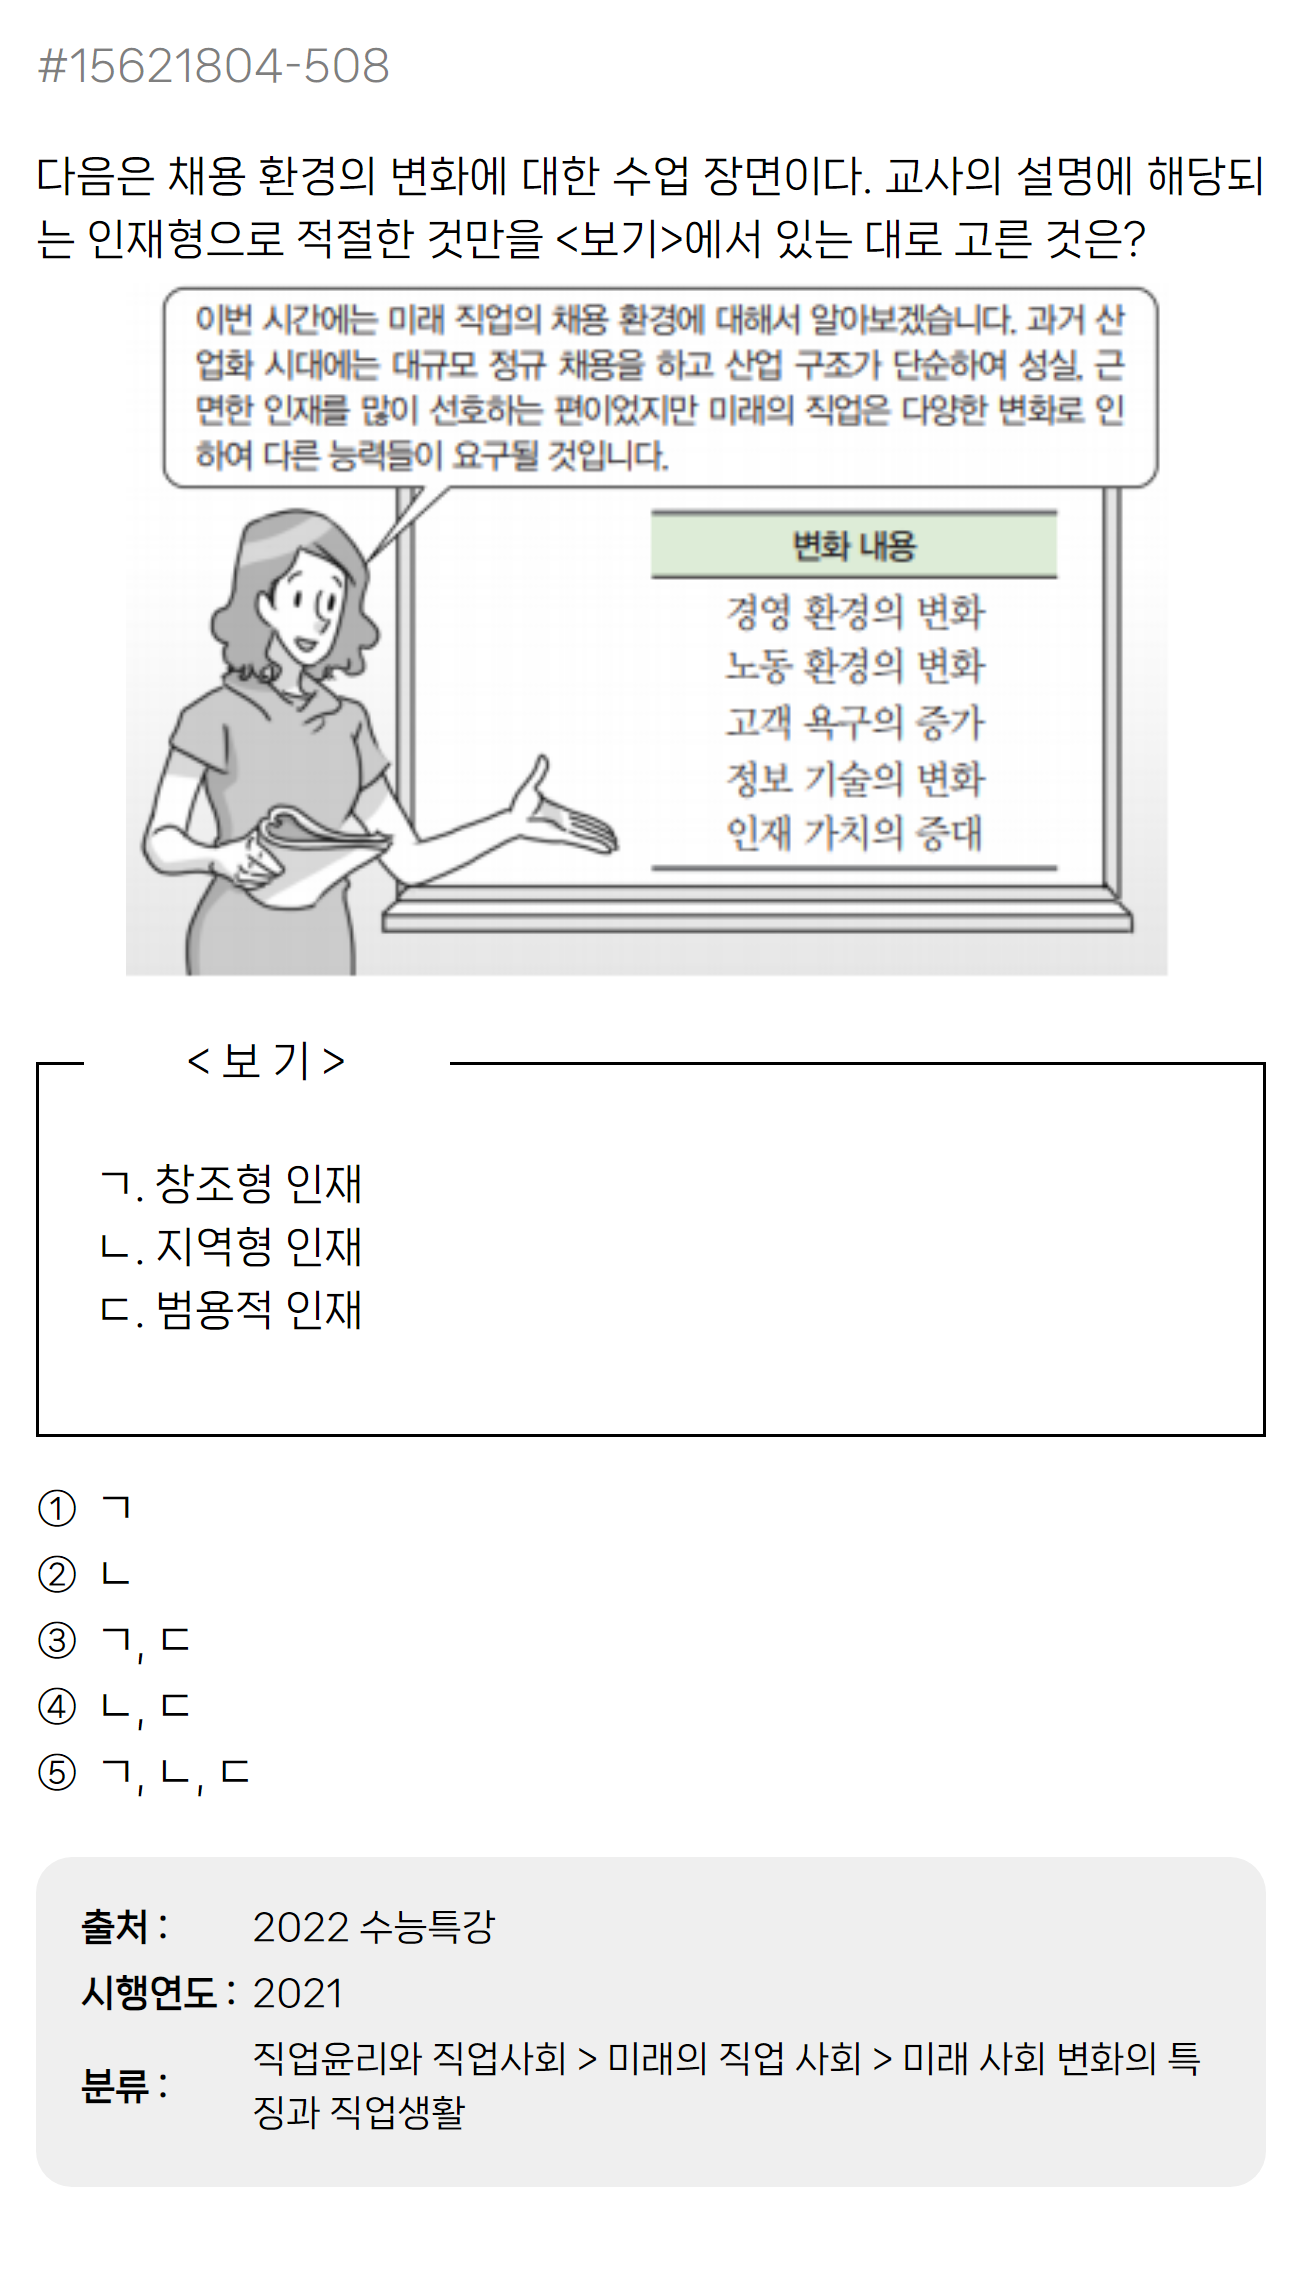 #15621804-508
다음은 채용 환경의 변화에 대한 수업 장면이다. 교사의 설명에 해당되
는 인재형으로 적절한 것만을 <보기>에서 있는 대로 고른 것은?
이번 시간에는 미래 직업의 채용 환경에 대해서 알아보겠습니다. 과거 산
업화 시대에는 대규모 정규 채용을 하고 산업 구조가 단순하여 성실, 근
면한 인재를 많이 선호하는 편이었지만 미래의 직업은 다양한 변화로 인
하여 다른 능력들이 요구될 것입니다.
변화 내용
경영 환경의 변화
노동 환경의 변화
고객 욕구의 증가
정보 기술의 변화
인재 가치의 증대
< 보 기 >
ㄱ. 창조형 인재
ㄴ. 지역형 인재
ㄷ. 범용적 인재
① ㄱ
② ㄴ
③ ㄱ, ㄷ
④ ㄴ, ㄷ
⑤ ㄱ, ㄴ, ㄷ
출처 : 2022 수능특강
시행연도 : 2021
분류 : 직업윤리와 직업사회 > 미래의 직업 사회 > 미래 사회 변화의 특
징과 직업생활